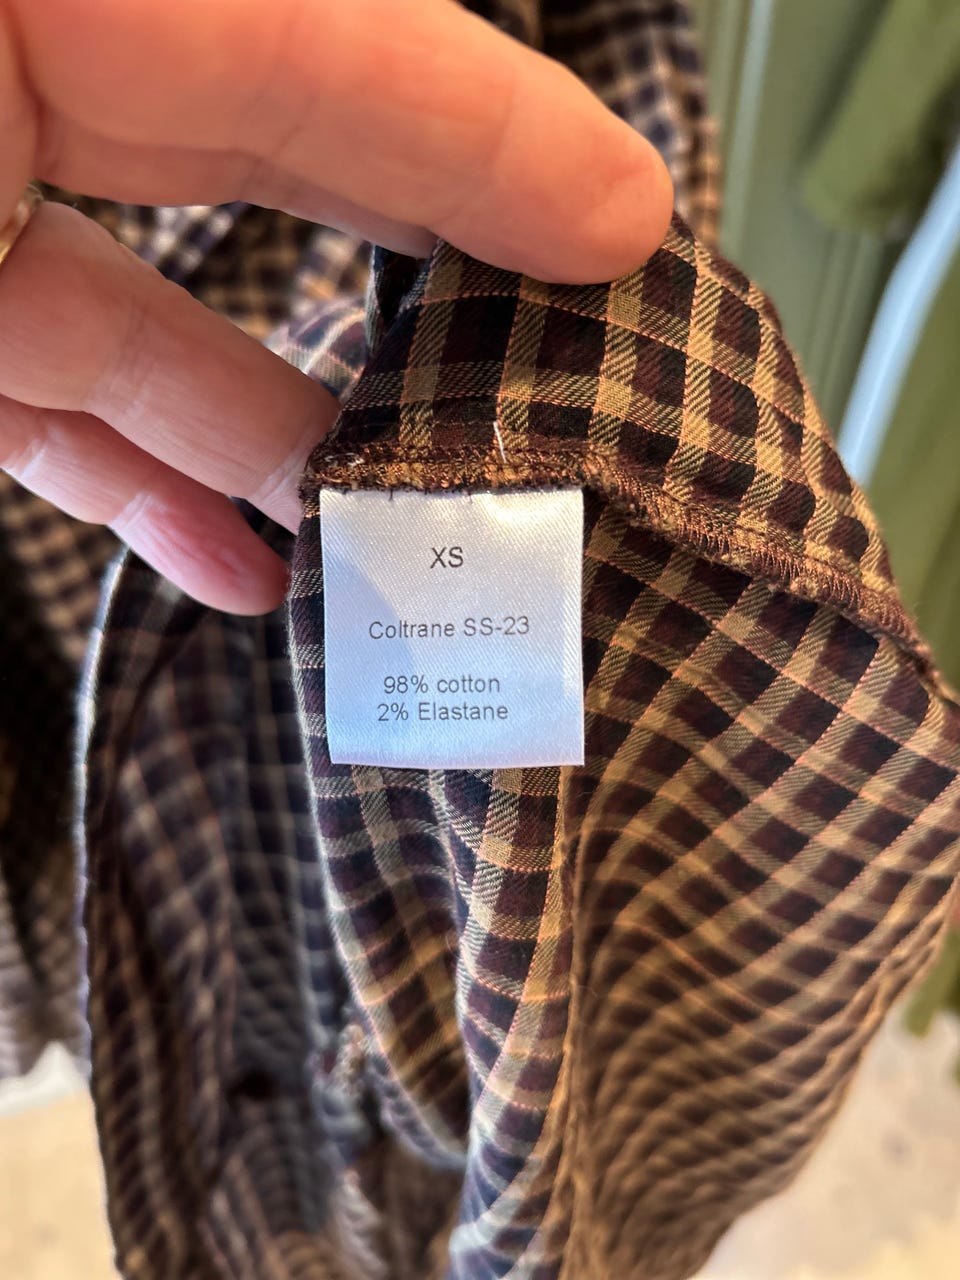 XS
Coltrane SS-23
98% cotton
2% Elastane